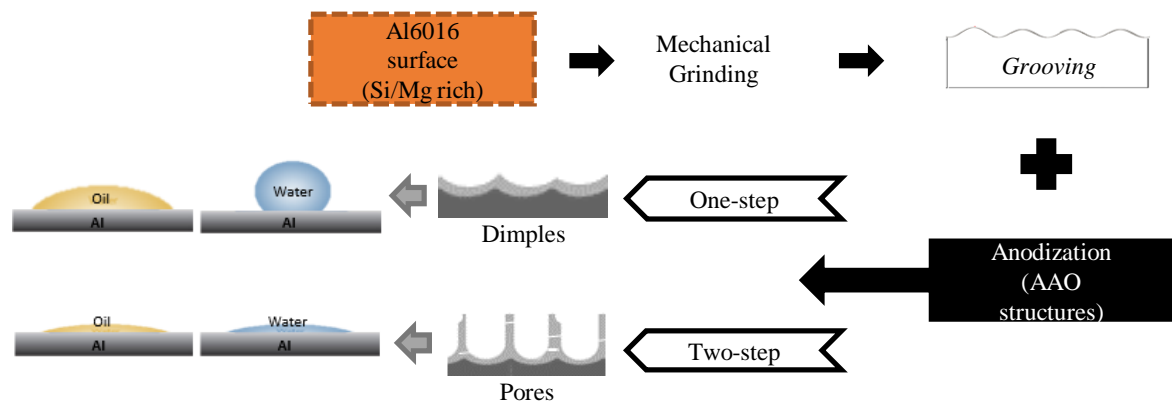 Al6016
surface
(Si/Mg rich)
Mechanical
Grinding
Grooving
Oil
Al
Water
Al
Dimples
One-step
Anodization
(AAO
structures)
Oil
Al
Water
Al
Pores
Two-step